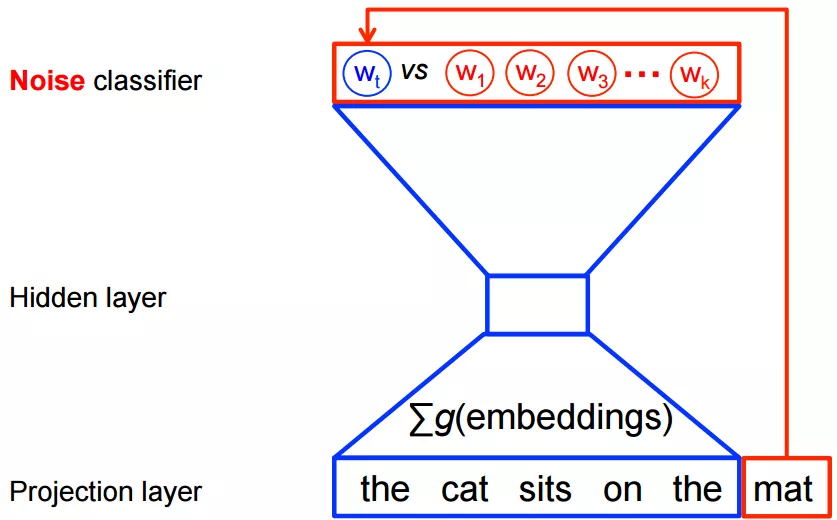 Noise classifier
w_t vs w_1 w_2 w_3 ... w_k
Hidden layer
∑g(embeddings)
Projection layer
the cat sits on the mat